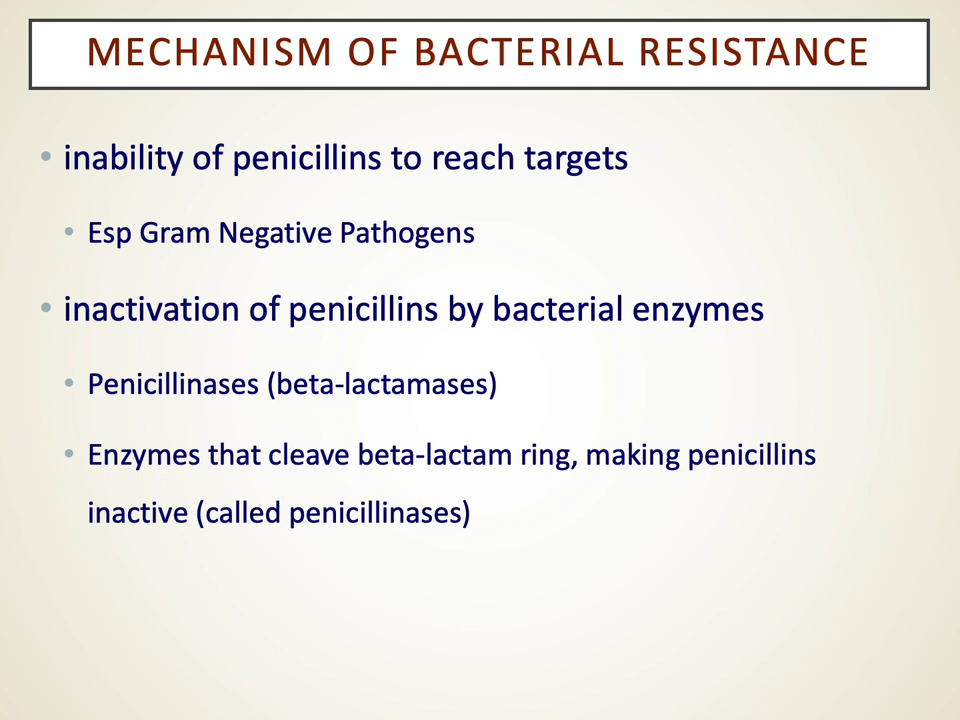 MECHANISM OF BACTERIAL RESISTANCE
• inability of penicillins to reach targets
• Esp Gram Negative Pathogens
• inactivation of penicillins by bacterial enzymes
• Penicillinases (beta-lactamases)
• Enzymes that cleave beta-lactam ring, making penicillins
inactive (called penicillinases)